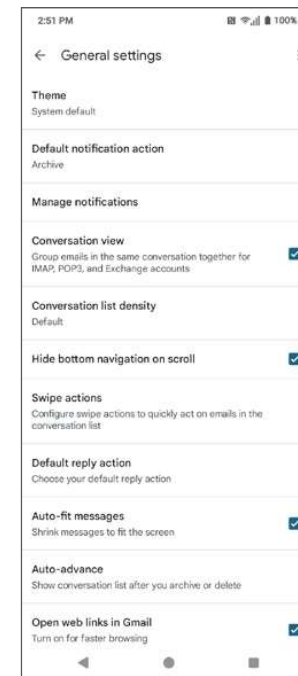 2:51 PM 100%
General settings
Theme
System default
Default notification action
Archive
Manage notifications
Conversation view
Group emails in the same conversation together for
IMAP, POP3, and Exchange accounts
Conversation list density
Default
Hide bottom navigation on scroll
Swipe actions
Configure swipe actions to quickly act on emails in the
conversation list
Default reply action
Choose your default reply action
Auto-fit messages
Shrink messages to fit the screen
Auto-advance
Show conversation list after you archive or delete
Open web links in Gmail
Turn on for faster browsing